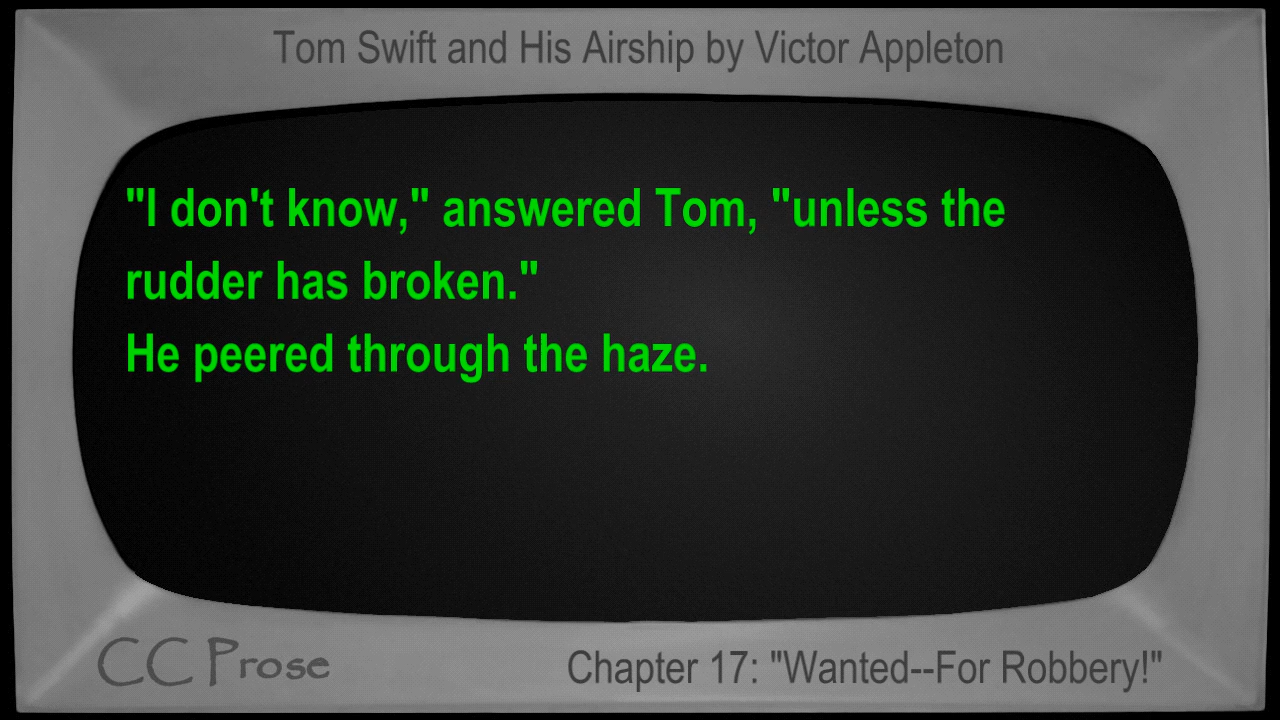 Tom Swift and His Airship by Victor Appleton
"I don't know," answered Tom, "unless the
rudder has broken."
He peered through the haze.
CC Prose
Chapter 17: "Wanted--For Robbery!"